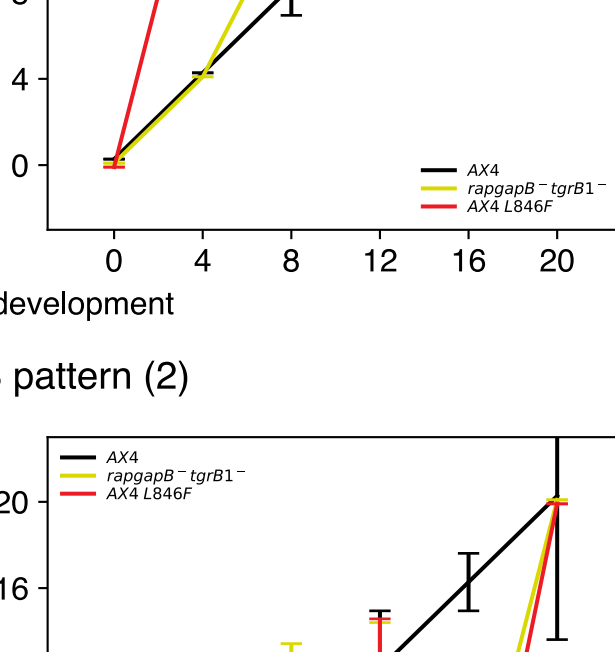 4
0
AX4
rapgapB⁻tgrB1⁻
AX4 L846F
0 4 8 12 16 20
development
pattern (2)
AX4
rapgapB⁻tgrB1⁻
AX4 L846F
20
16